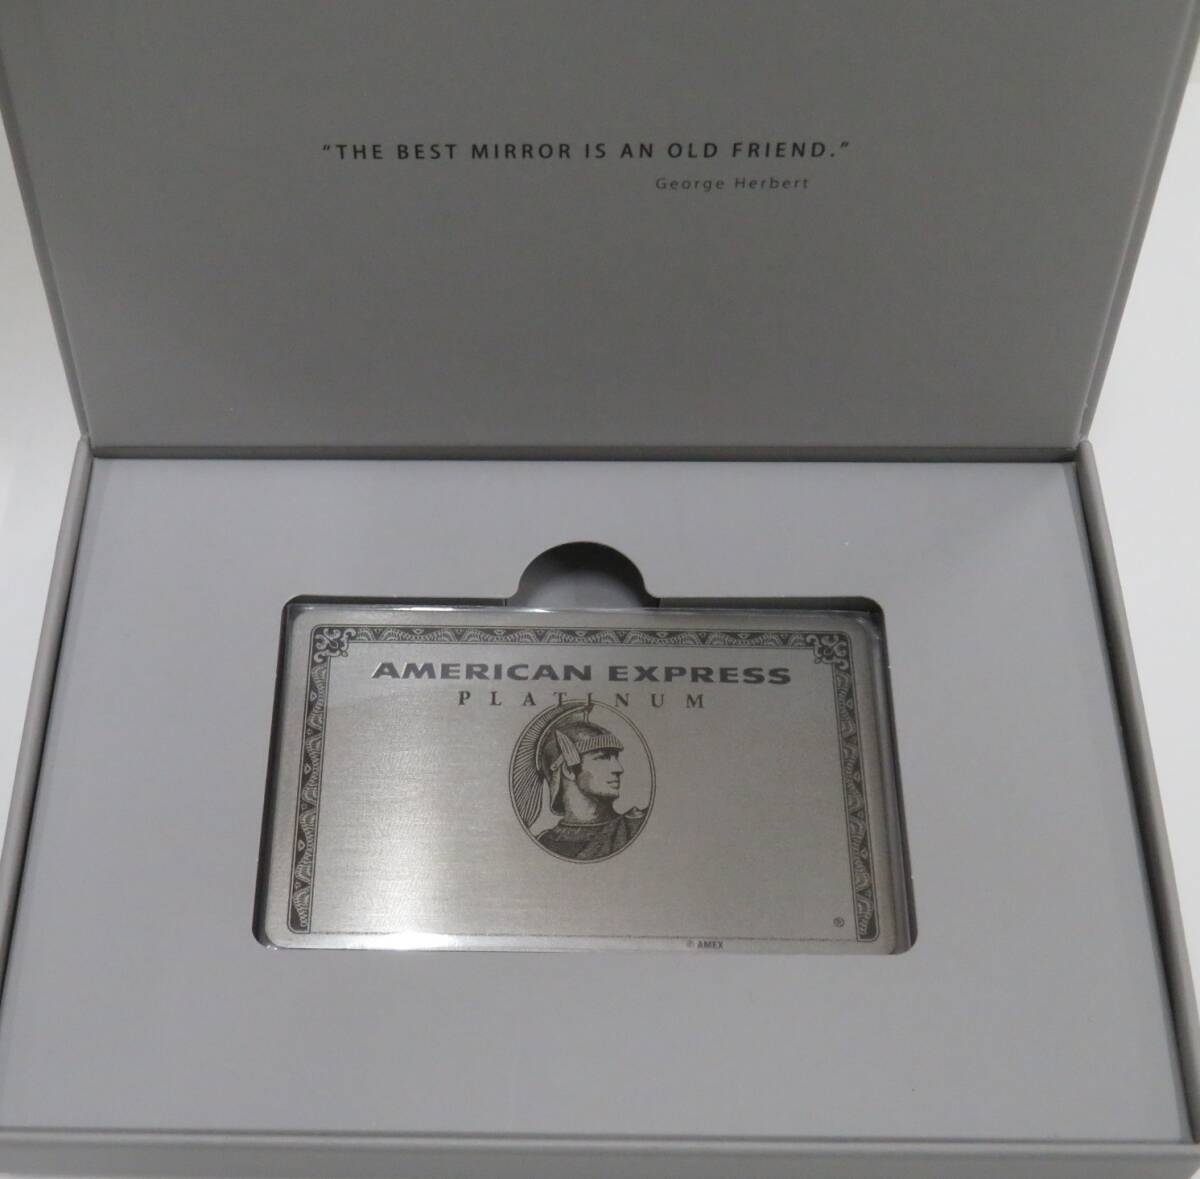 “THE BEST MIRROR IS AN OLD FRIEND.”
George Herbert
AMERICAN EXPRESS
PLATINUM
®
© AMEX